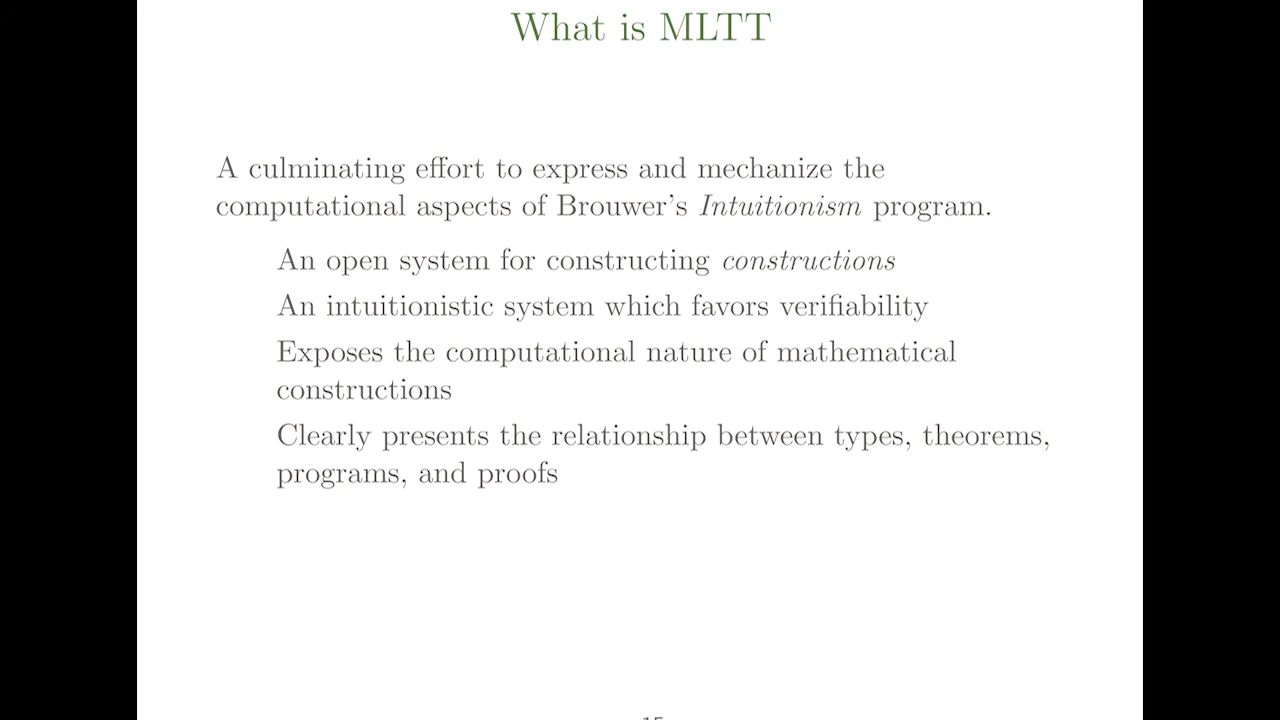 What is MLTT
A culminating effort to express and mechanize the
computational aspects of Brouwer's Intuitionism program.
An open system for constructing constructions
An intuitionistic system which favors verifiability
Exposes the computational nature of mathematical
constructions
Clearly presents the relationship between types, theorems,
programs, and proofs